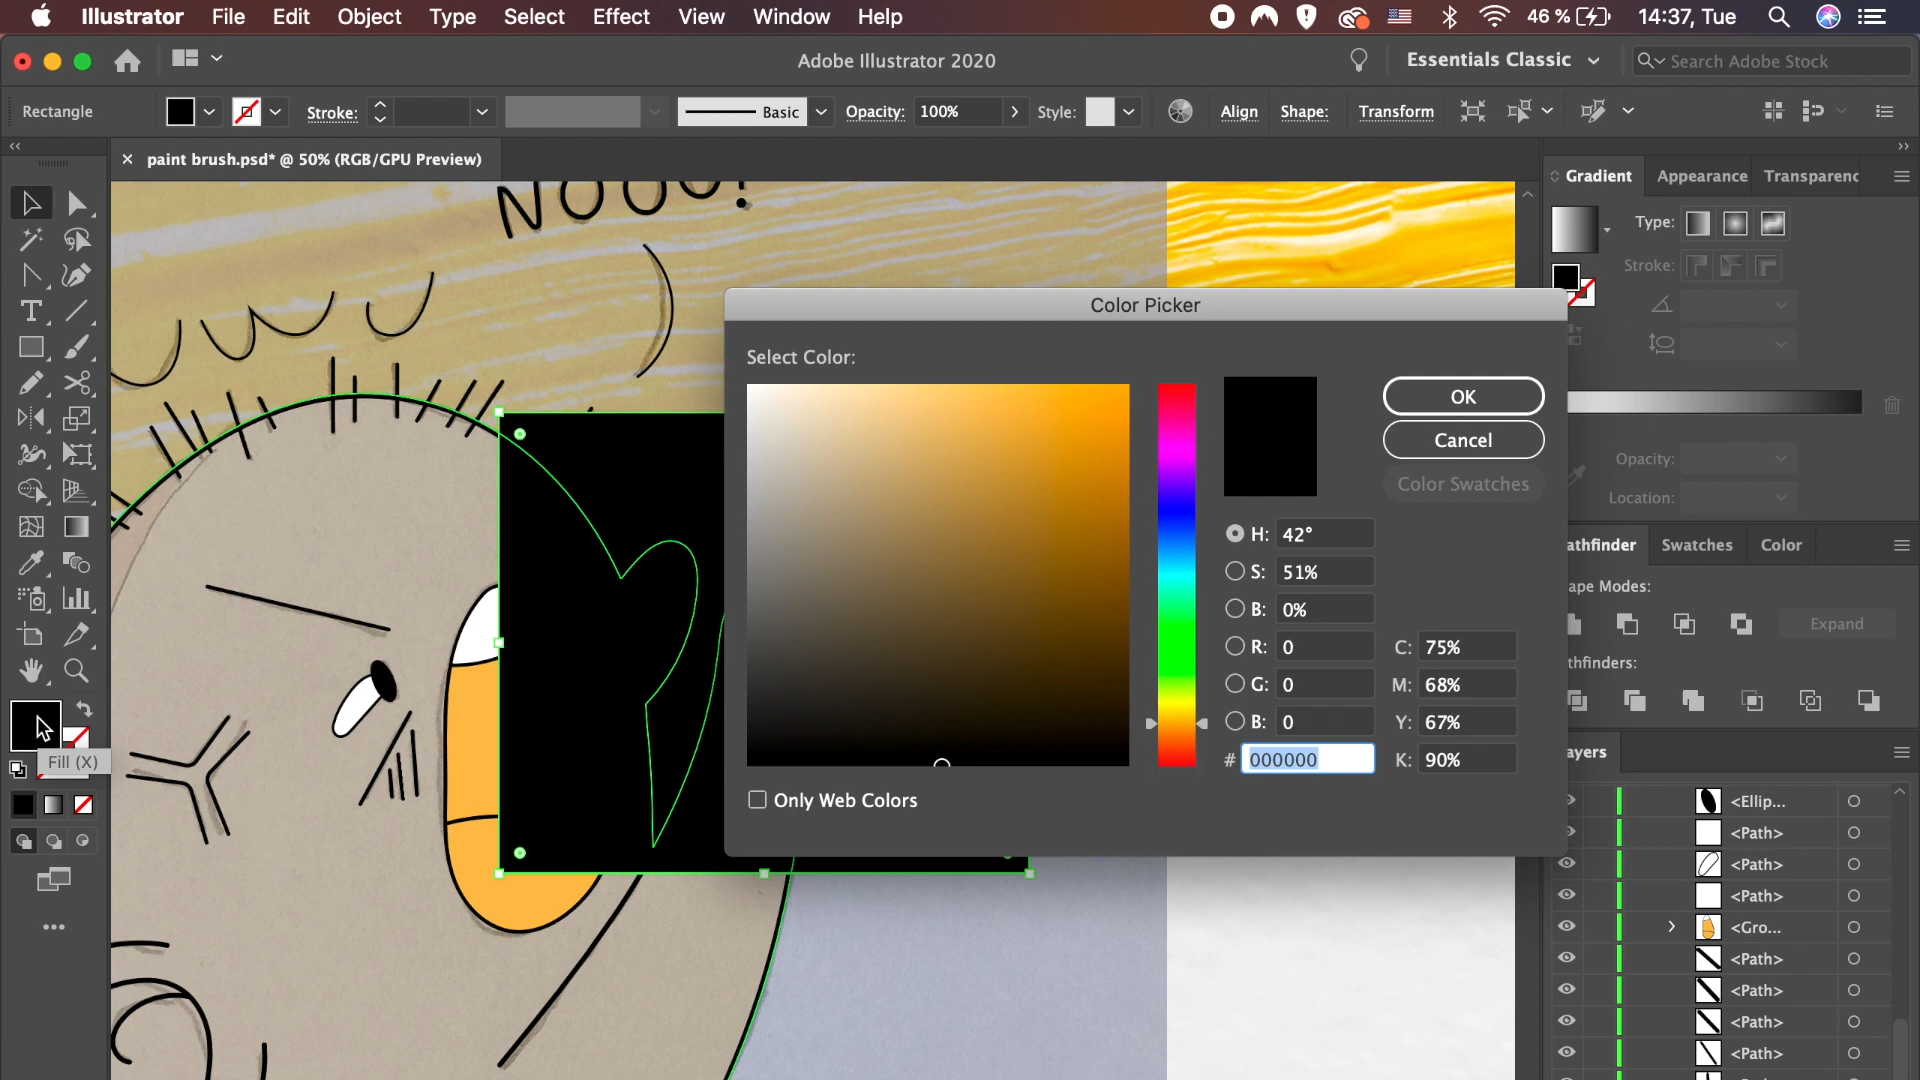 Illustrator File Edit Object Type Select Effect View Window Help 46 % 14:37, Tue
Adobe Illustrator 2020 Essentials Classic Search Adobe Stock
Rectangle Stroke: Basic Opacity: 100% Style: Align Shape: Transform
× paint brush.psd* @ 50% (RGB/GPU Preview)
Gradient Appearance Transparenc
Type:
Stroke:
NOOO!
Color Picker
Select Color:
OK
Cancel
Color Swatches
H: 42°
S: 51%
B: 0%
R: 0 C: 75%
G: 0 M: 68%
B: 0 Y: 67%
# 000000 K: 90%
Only Web Colors
Fill (X)
Opacity:
Location:
athfinder Swatches Color
ape Modes:
Expand
thfinders:
ayers
<Ellip...
<Path>
<Path>
<Path>
<Gro...
<Path>
<Path>
<Path>
<Path>